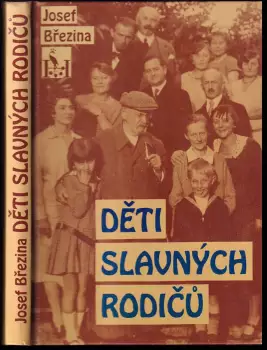 Josef Březina DĚTI SLAVNÝCH RODIČŮ
Josef
Březina
DĚTI
SLAVNÝCH
RODIČŮ